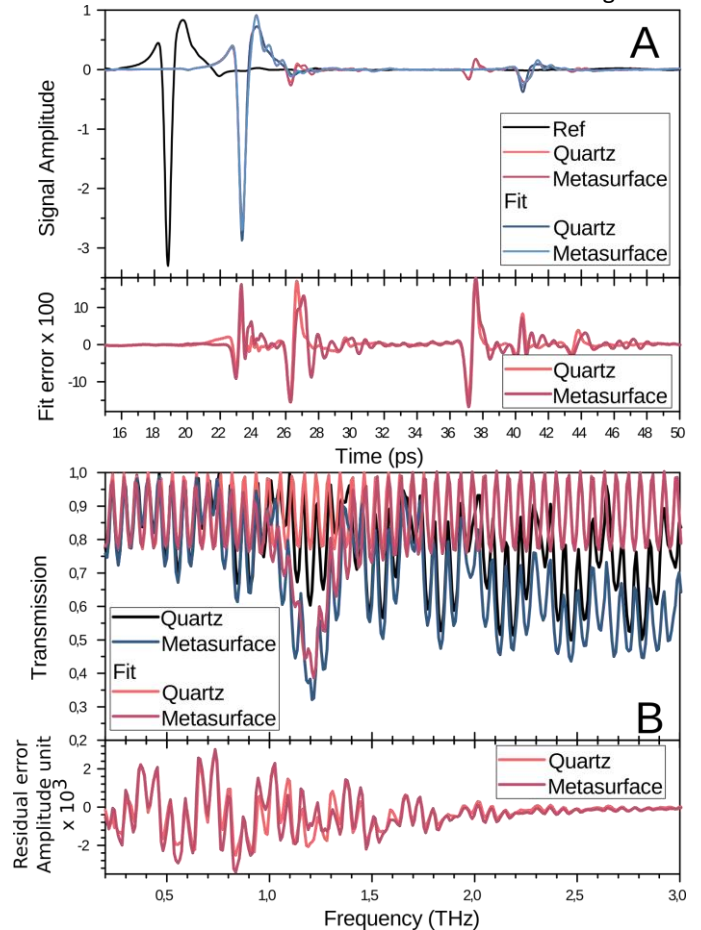 1
A
0
-1
-2
-3
Signal Amplitude
Ref
Quartz
Metasurface
Fit
Quartz
Metasurface
10
0
-10
Fit error x 100
Quartz
Metasurface
16 18 20 22 24 26 28 30 32 34 36 38 40 42 44 46 48 50
Time (ps)
1,0
0,9
0,8
0,7
0,6
0,5
0,4
0,3
0,2
Transmission
Quartz
Metasurface
Fit
Quartz
Metasurface
B
2
0
2
Residual error
Amplitude unit
x 10³
Quartz
Metasurface
0,5 1,0 1,5 2,0 2,5 3,0
Frequency (THz)